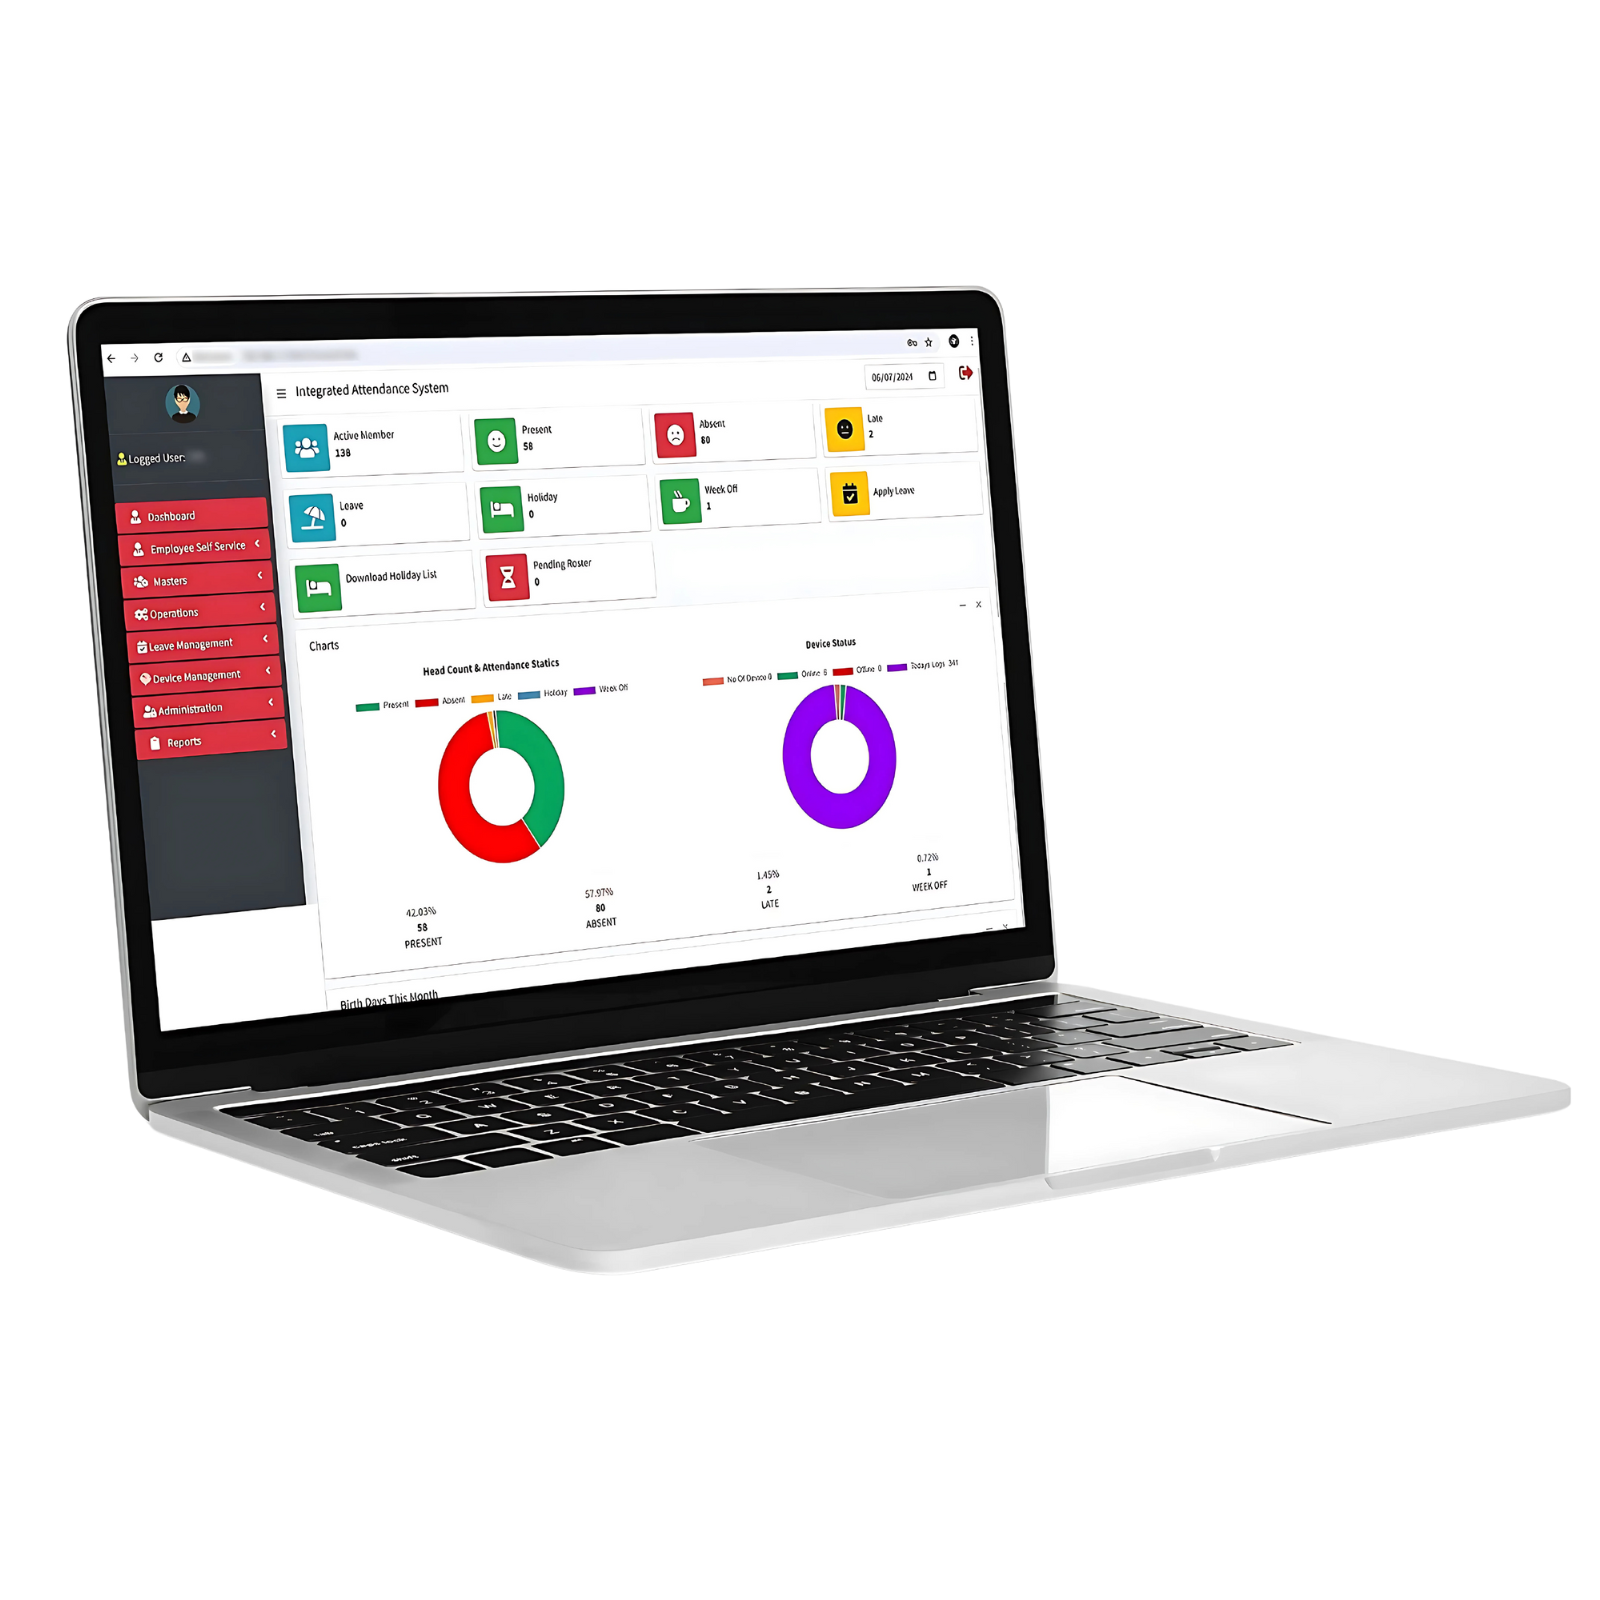 Integrated Attendance System
06/07/2024
Logged User:
Dashboard
Employee Self Service
Masters
Operations
Leave Management
Device Management
Administration
Reports
Active Member
138
Present
58
Absent
80
Late
2
Leave
0
Holiday
0
Week Off
1
Apply Leave
Download Holiday List
Pending Roster
0
Charts
Head Count & Attendance Statics
Present Absent Late Holiday Week Off
42.03%
58
PRESENT
57.97%
80
ABSENT
Device Status
No Of Device 0 Online 6 Offline 0 Todays Logs 341
1.45%
2
LATE
0.72%
1
WEEK OFF
Birth Days This Month